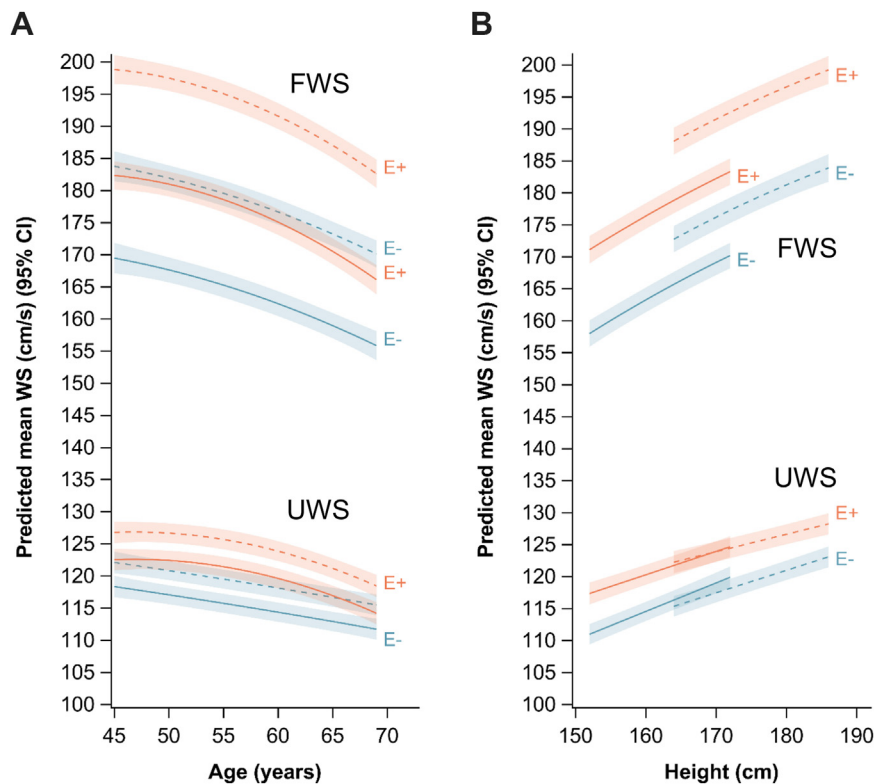 A
Predicted mean WS (cm/s) (95% CI)
200
195
190
185
180
175
170
165
160
155
150
145
140
135
130
125
120
115
110
105
100
FWS
E+
E-
E+
E-
UWS
E+
E-
45 50 55 60 65 70
Age (years)
B
Predicted mean WS (cm/s) (95% CI)
200
195
190
185
180
175
170
165
160
155
150
145
140
135
130
125
120
115
110
105
100
E+
E+
E-
FWS
E-
UWS
E+
E-
150 160 170 180 190
Height (cm)